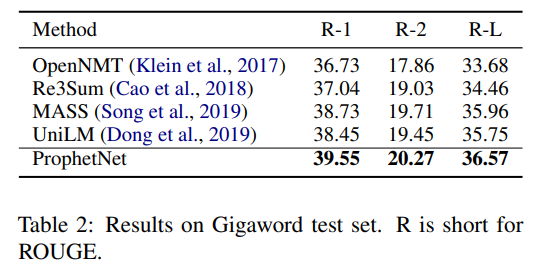 Method R-1 R-2 R-L
OpenNMT (Klein et al., 2017) 36.73 17.86 33.68
Re3Sum (Cao et al., 2018) 37.04 19.03 34.46
MASS (Song et al., 2019) 38.73 19.71 35.96
UniLM (Dong et al., 2019) 38.45 19.45 35.75
ProphetNet 39.55 20.27 36.57
Table 2: Results on Gigaword test set. R is short for
ROUGE.